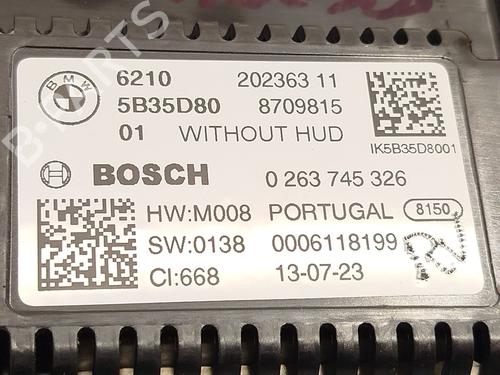 BMW
6210 202363 11
5B35D80 8709815
01 WITHOUT HUD
IK5B35D8001
BOSCH 0 263 745 326
HW:M008 PORTUGAL 8150
SW:0138 0006118199
CI:668 13-07-23
B-PARTS